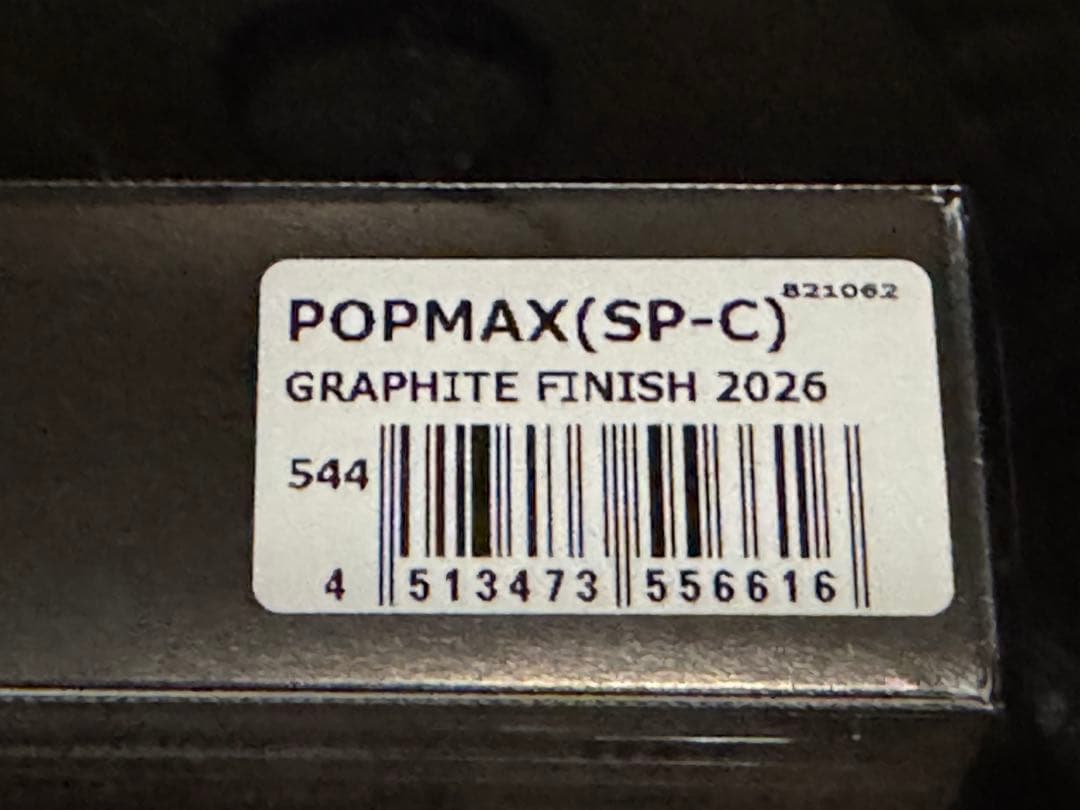 821062
POPMAX(SP-C)
GRAPHITE FINISH 2026
544
4 513473 556616